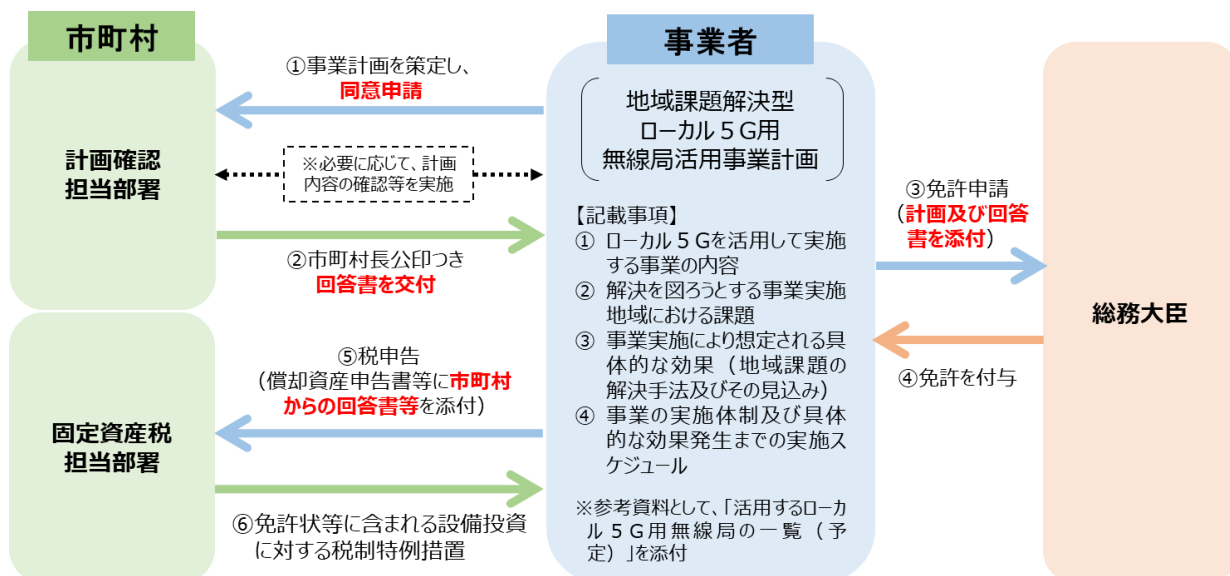 市町村
計画確認
担当部署
固定資産税
担当部署
①事業計画を策定し、
同意申請
※必要に応じて、計画
内容の確認等を実施
②市町村長公印つき
回答書を交付
⑤税申告
(償却資産申告書等に市町村
からの回答書等を添付)
⑥免許状等に含まれる設備投資
に対する税制特例措置
事業者
地域課題解決型
ローカル5G用
無線局活用事業計画
【記載事項】
① ローカル5Gを活用して実施
する事業の内容
② 解決を図ろうとする事業実施
地域における課題
③ 事業実施により想定される具
体的な効果（地域課題の
解決手法及びその見込み）
④ 事業の実施体制及び具体
的な効果発生までの実施ス
ケジュール
※参考資料として、「活用するローカ
ル5G用無線局の一覧（予
定）」を添付
③免許申請
（計画及び回答
書を添付）
④免許を付与
総務大臣